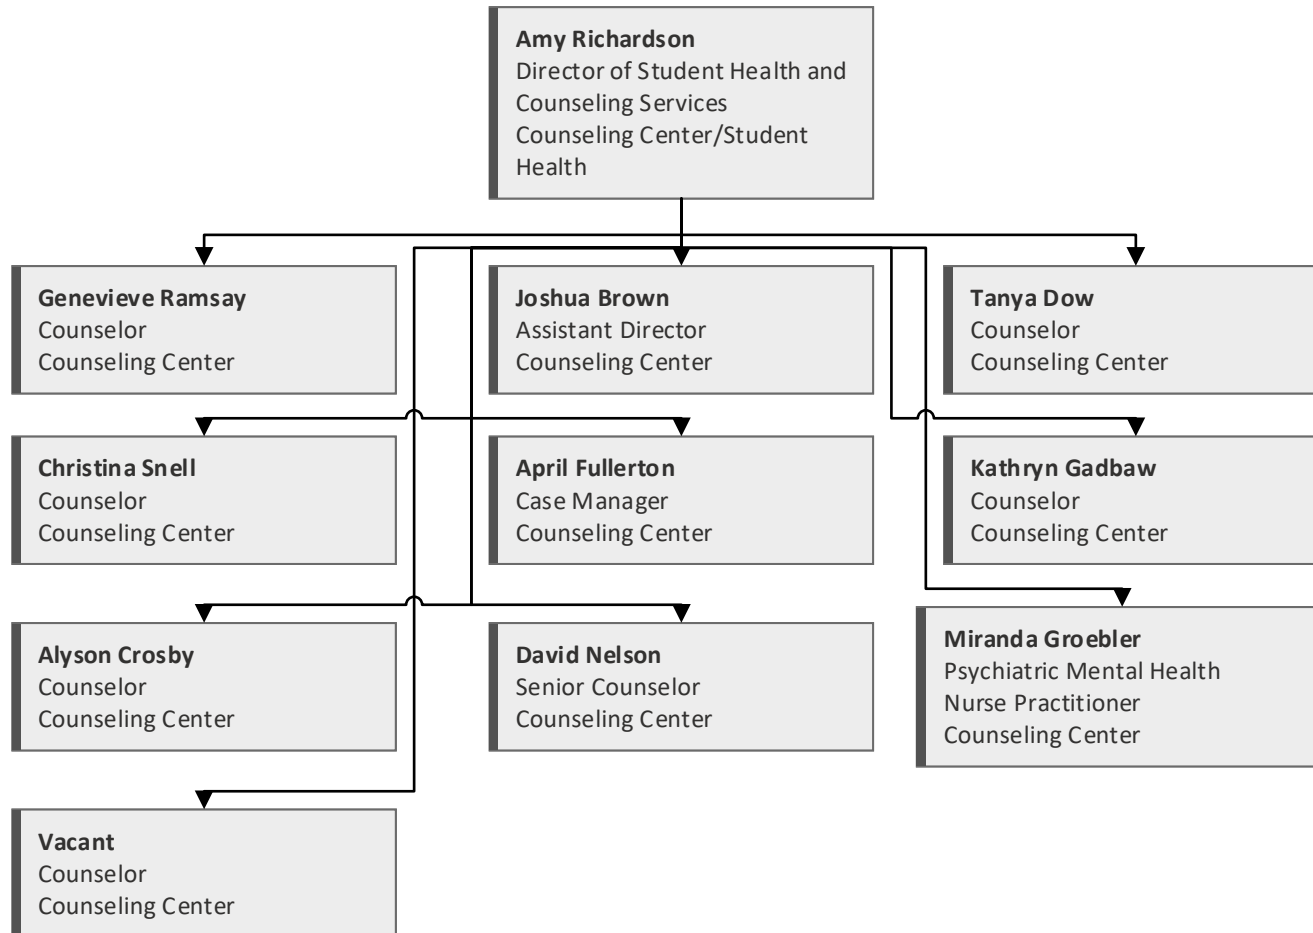 Amy Richardson
Director of Student Health and
Counseling Services
Counseling Center/Student
Health
Genevieve Ramsay
Counselor
Counseling Center
Joshua Brown
Assistant Director
Counseling Center
Tanya Dow
Counselor
Counseling Center
Christina Snell
Counselor
Counseling Center
April Fullerton
Case Manager
Counseling Center
Kathryn Gadbaw
Counselor
Counseling Center
Alyson Crosby
Counselor
Counseling Center
David Nelson
Senior Counselor
Counseling Center
Miranda Groebler
Psychiatric Mental Health
Nurse Practitioner
Counseling Center
Vacant
Counselor
Counseling Center